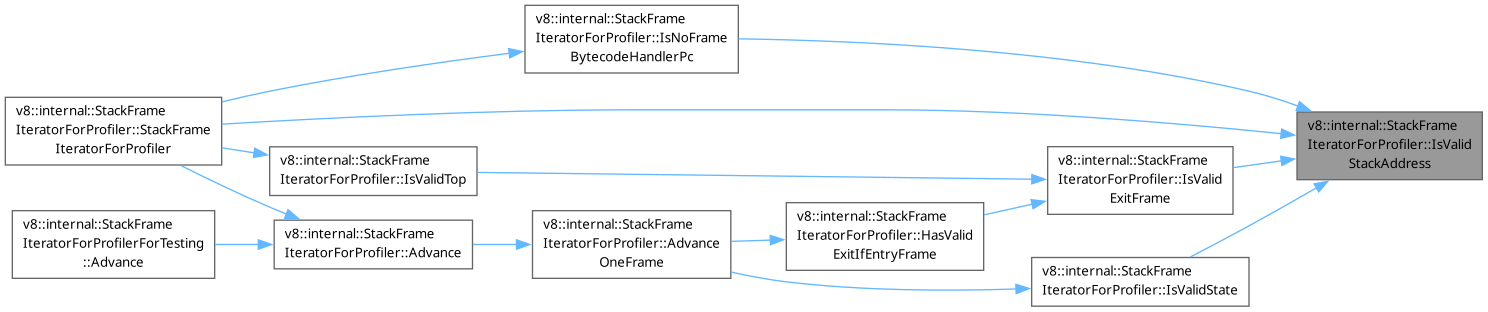 v8::internal::StackFrame
IteratorForProfiler::IsNoFrame
BytecodeHandlerPc
v8::internal::StackFrame
IteratorForProfiler::StackFrame
IteratorForProfiler
v8::internal::StackFrame
IteratorForProfiler::IsValid
StackAddress
v8::internal::StackFrame
IteratorForProfiler::IsValidTop
v8::internal::StackFrame
IteratorForProfiler::IsValid
ExitFrame
v8::internal::StackFrame
IteratorForProfilerForTesting
::Advance
v8::internal::StackFrame
IteratorForProfiler::Advance
v8::internal::StackFrame
IteratorForProfiler::Advance
OneFrame
v8::internal::StackFrame
IteratorForProfiler::HasValid
ExitIfEntryFrame
v8::internal::StackFrame
IteratorForProfiler::IsValidState